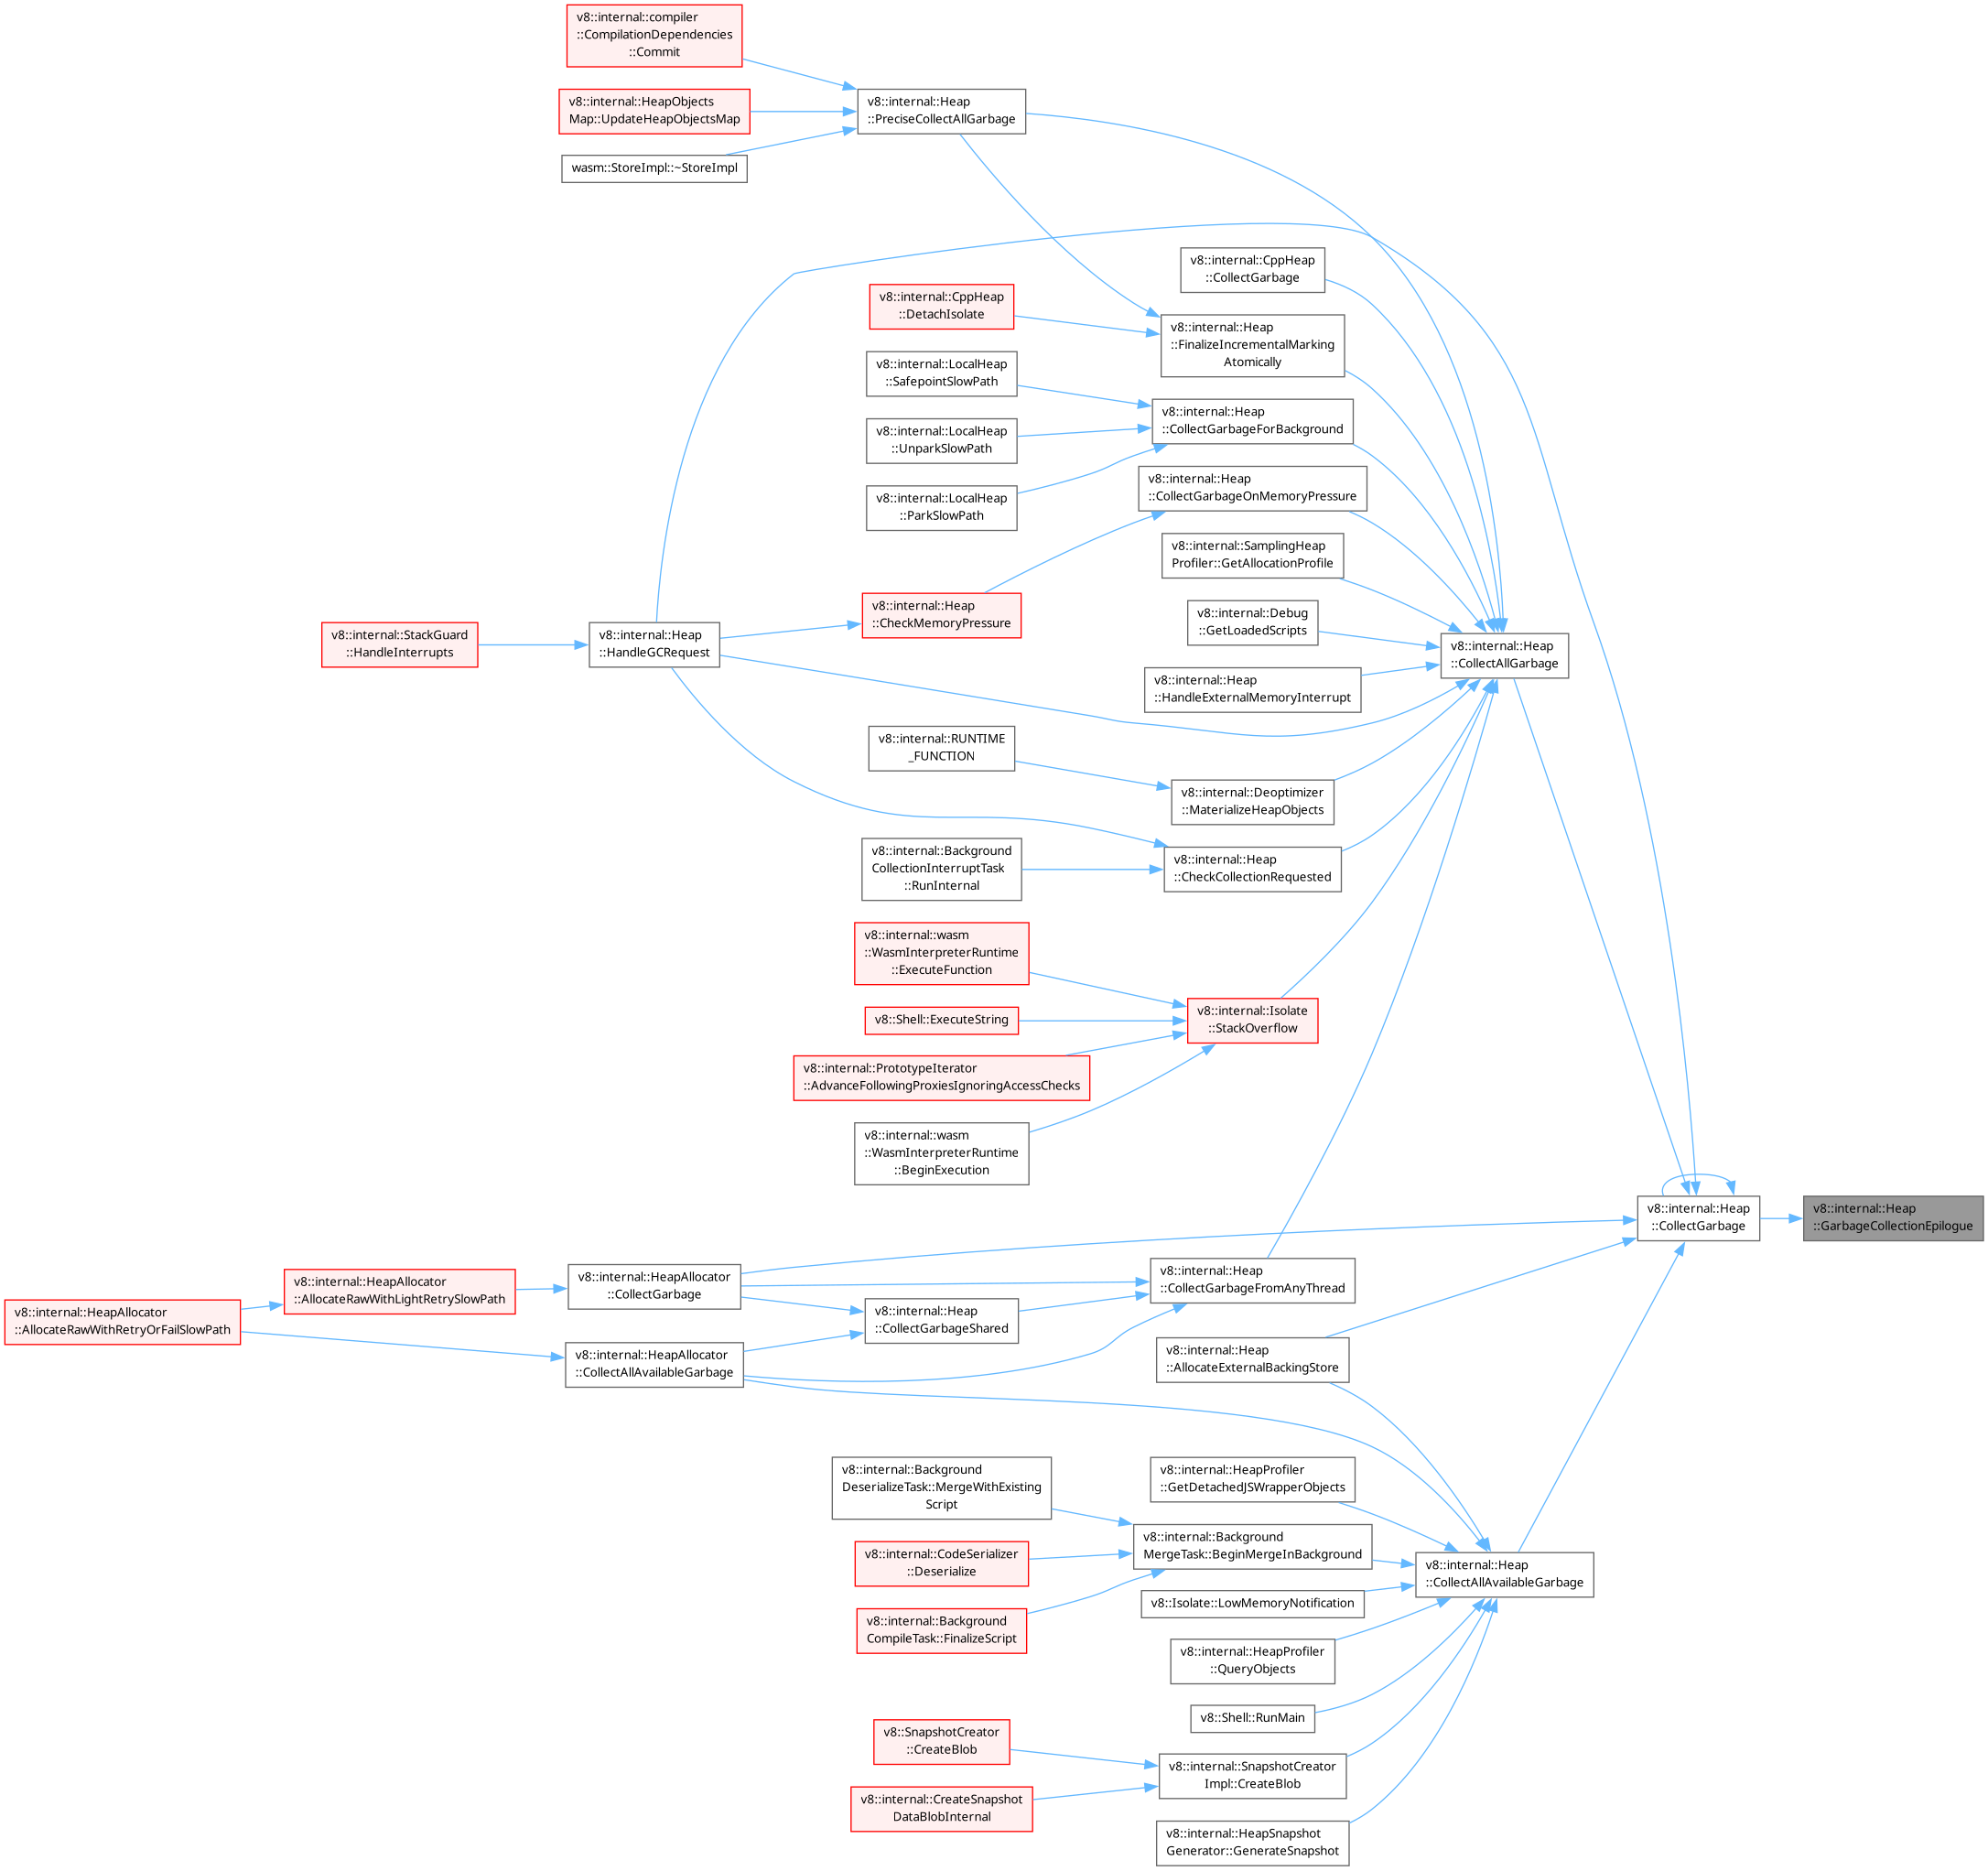 v8::internal::compiler
::CompilationDependencies
::Commit
v8::internal::HeapObjects
Map::UpdateHeapObjectsMap
wasm::StoreImpl::~StoreImpl
v8::internal::Heap
::PreciseCollectAllGarbage
v8::internal::CppHeap
::CollectGarbage
v8::internal::CppHeap
::DetachIsolate
v8::internal::Heap
::FinalizeIncrementalMarking
Atomically
v8::internal::LocalHeap
::SafepointSlowPath
v8::internal::Heap
::CollectGarbageForBackground
v8::internal::LocalHeap
::UnparkSlowPath
v8::internal::LocalHeap
::ParkSlowPath
v8::internal::Heap
::CollectGarbageOnMemoryPressure
v8::internal::SamplingHeap
Profiler::GetAllocationProfile
v8::internal::StackGuard
::HandleInterrupts
v8::internal::Heap
::HandleGCRequest
v8::internal::Heap
::CheckMemoryPressure
v8::internal::Debug
::GetLoadedScripts
v8::internal::Heap
::CollectAllGarbage
v8::internal::Heap
::HandleExternalMemoryInterrupt
v8::internal::RUNTIME
_FUNCTION
v8::internal::Deoptimizer
::MaterializeHeapObjects
v8::internal::Background
CollectionInterruptTask
::RunInternal
v8::internal::Heap
::CheckCollectionRequested
v8::internal::wasm
::WasmInterpreterRuntime
::ExecuteFunction
v8::Shell::ExecuteString
v8::internal::Isolate
::StackOverflow
v8::internal::PrototypeIterator
::AdvanceFollowingProxiesIgnoringAccessChecks
v8::internal::wasm
::WasmInterpreterRuntime
::BeginExecution
v8::internal::Heap
::CollectGarbage
v8::internal::Heap
::GarbageCollectionEpilogue
v8::internal::HeapAllocator
::AllocateRawWithRetryOrFailSlowPath
v8::internal::HeapAllocator
::AllocateRawWithLightRetrySlowPath
v8::internal::HeapAllocator
::CollectGarbage
v8::internal::Heap
::CollectGarbageFromAnyThread
v8::internal::Heap
::CollectGarbageShared
v8::internal::HeapAllocator
::CollectAllAvailableGarbage
v8::internal::Heap
::AllocateExternalBackingStore
v8::internal::Background
DeserializeTask::MergeWithExisting
Script
v8::internal::HeapProfiler
::GetDetachedJSWrapperObjects
v8::internal::CodeSerializer
::Deserialize
v8::internal::Background
MergeTask::BeginMergeInBackground
v8::internal::Heap
::CollectAllAvailableGarbage
v8::internal::Background
CompileTask::FinalizeScript
v8::Isolate::LowMemoryNotification
v8::internal::HeapProfiler
::QueryObjects
v8::Shell::RunMain
v8::SnapshotCreator
::CreateBlob
v8::internal::SnapshotCreator
Impl::CreateBlob
v8::internal::CreateSnapshot
DataBlobInternal
v8::internal::HeapSnapshot
Generator::GenerateSnapshot